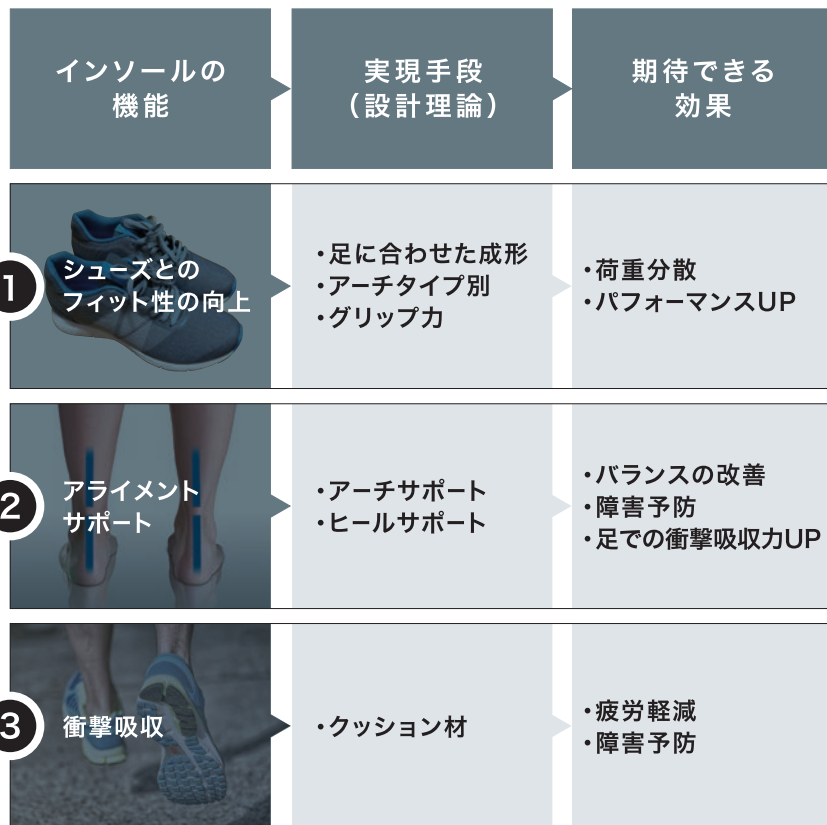 インソールの
機能
実現手段
（設計理論）
期待できる
効果
1
シューズとの
フィット性の向上
・足に合わせた成形
・アーチタイプ別
・グリップ力
・荷重分散
・パフォーマンスUP
2
アライメント
サポート
・アーチサポート
・ヒールサポート
・バランスの改善
・障害予防
・足での衝撃吸収力UP
3
衝撃吸収
・クッション材
・疲労軽減
・障害予防